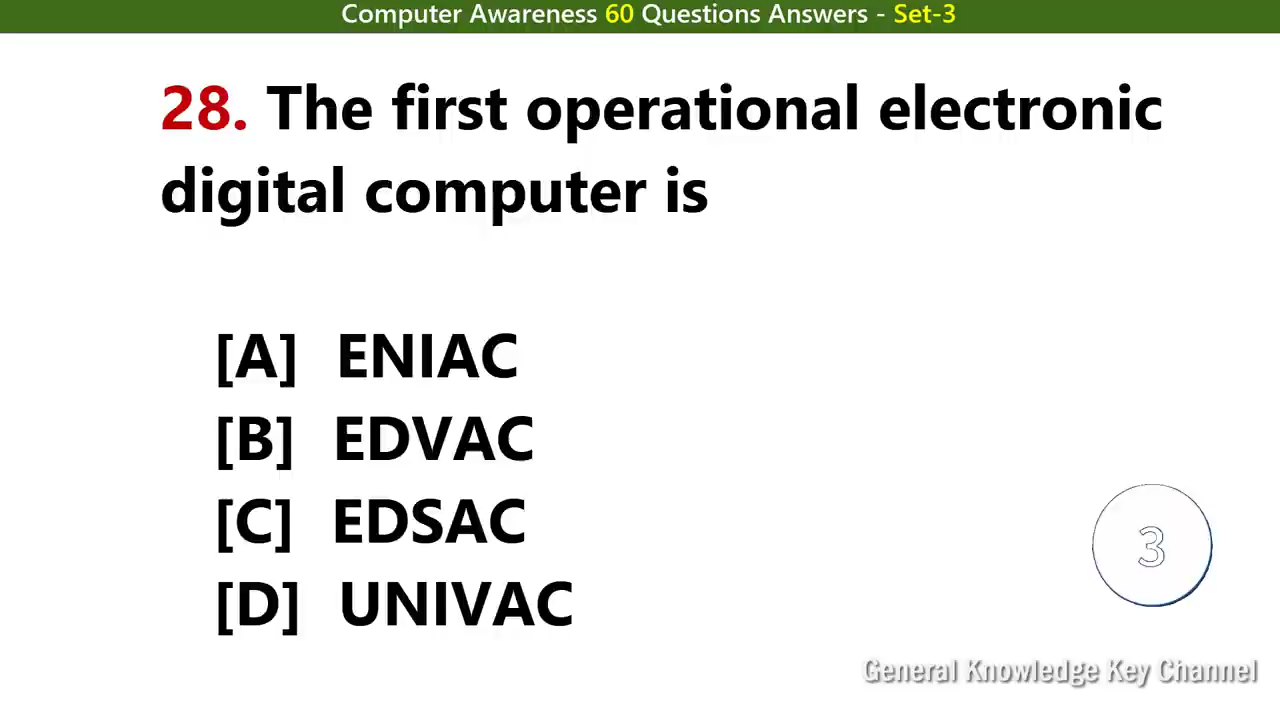 Computer Awareness 60 Questions Answers - Set-3
28. The first operational electronic
digital computer is
[A] ENIAC
[B] EDVAC
[C] EDSAC
[D] UNIVAC
3
General Knowledge Key Channel